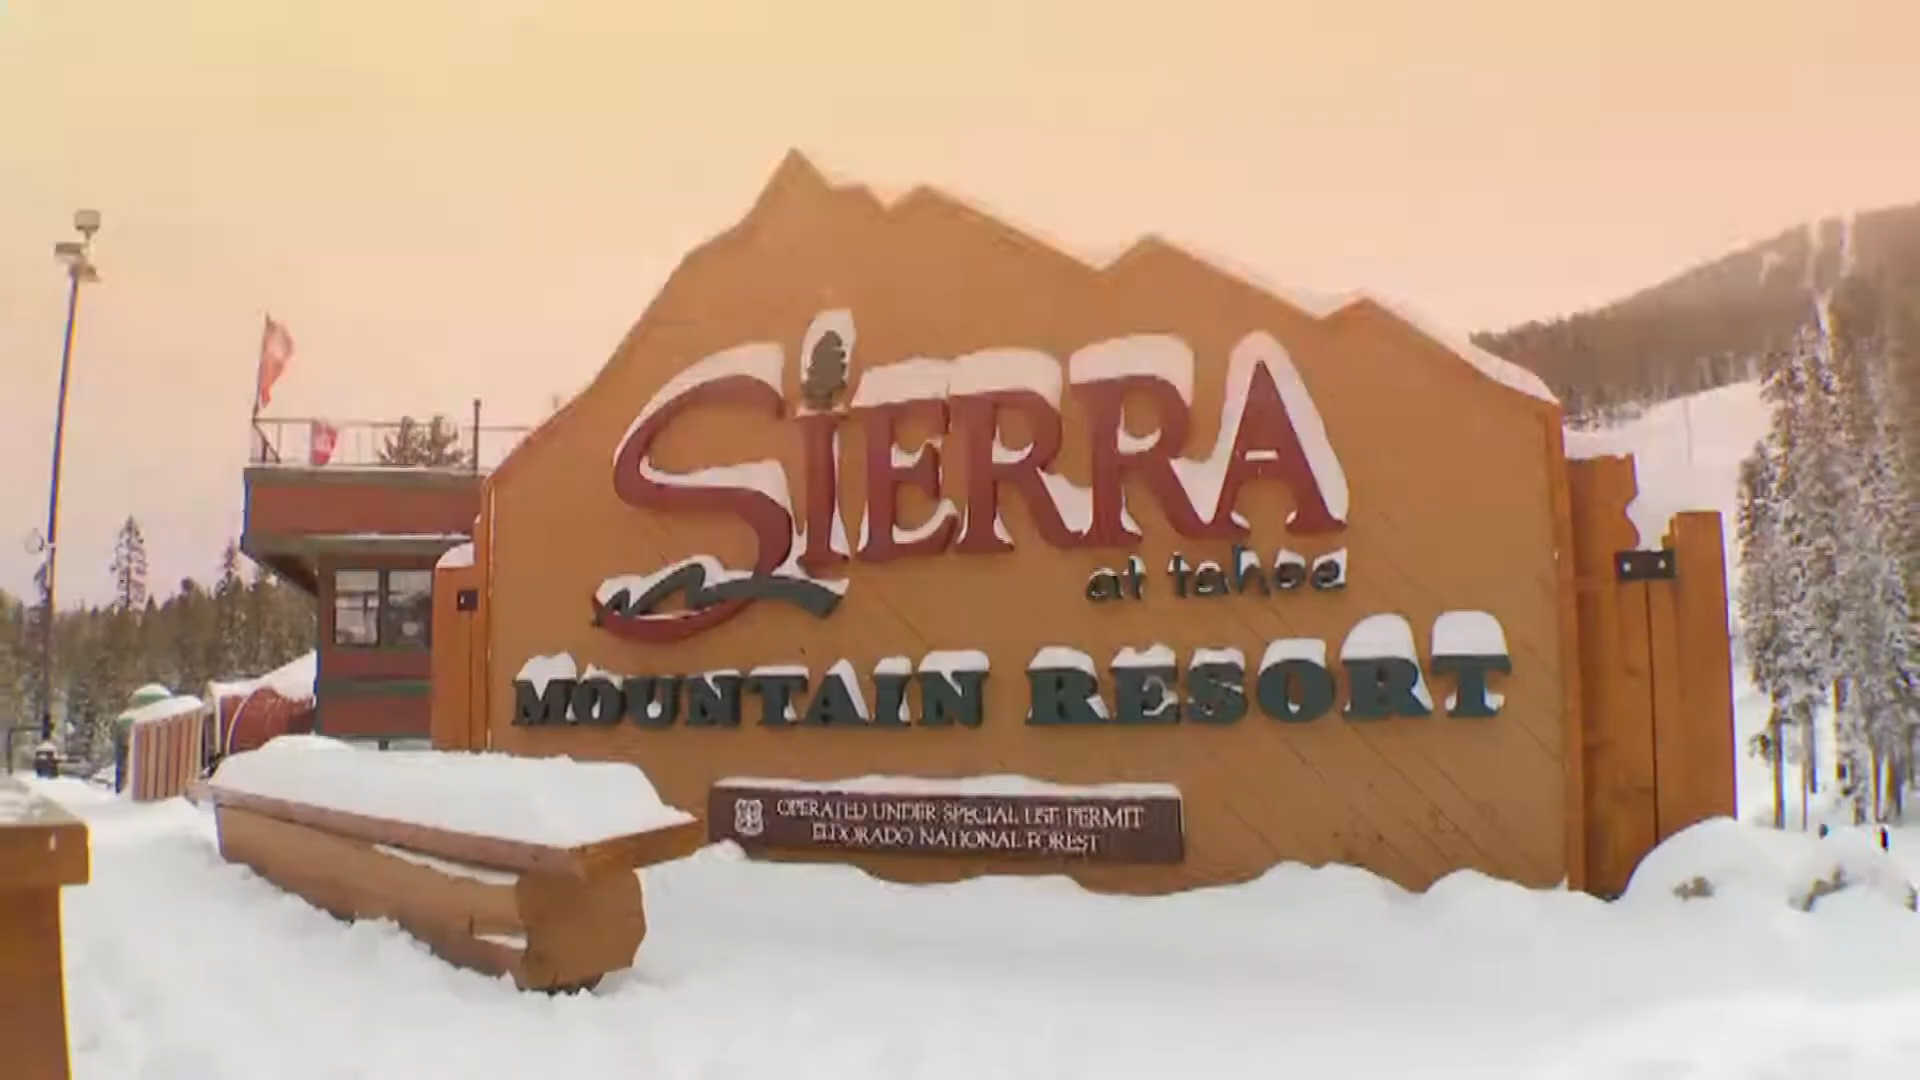 SIERRA
at tahoe
MOUNTAIN RESORT
OPERATED UNDER SPECIAL USE PERMIT
ELDORADO NATIONAL FOREST